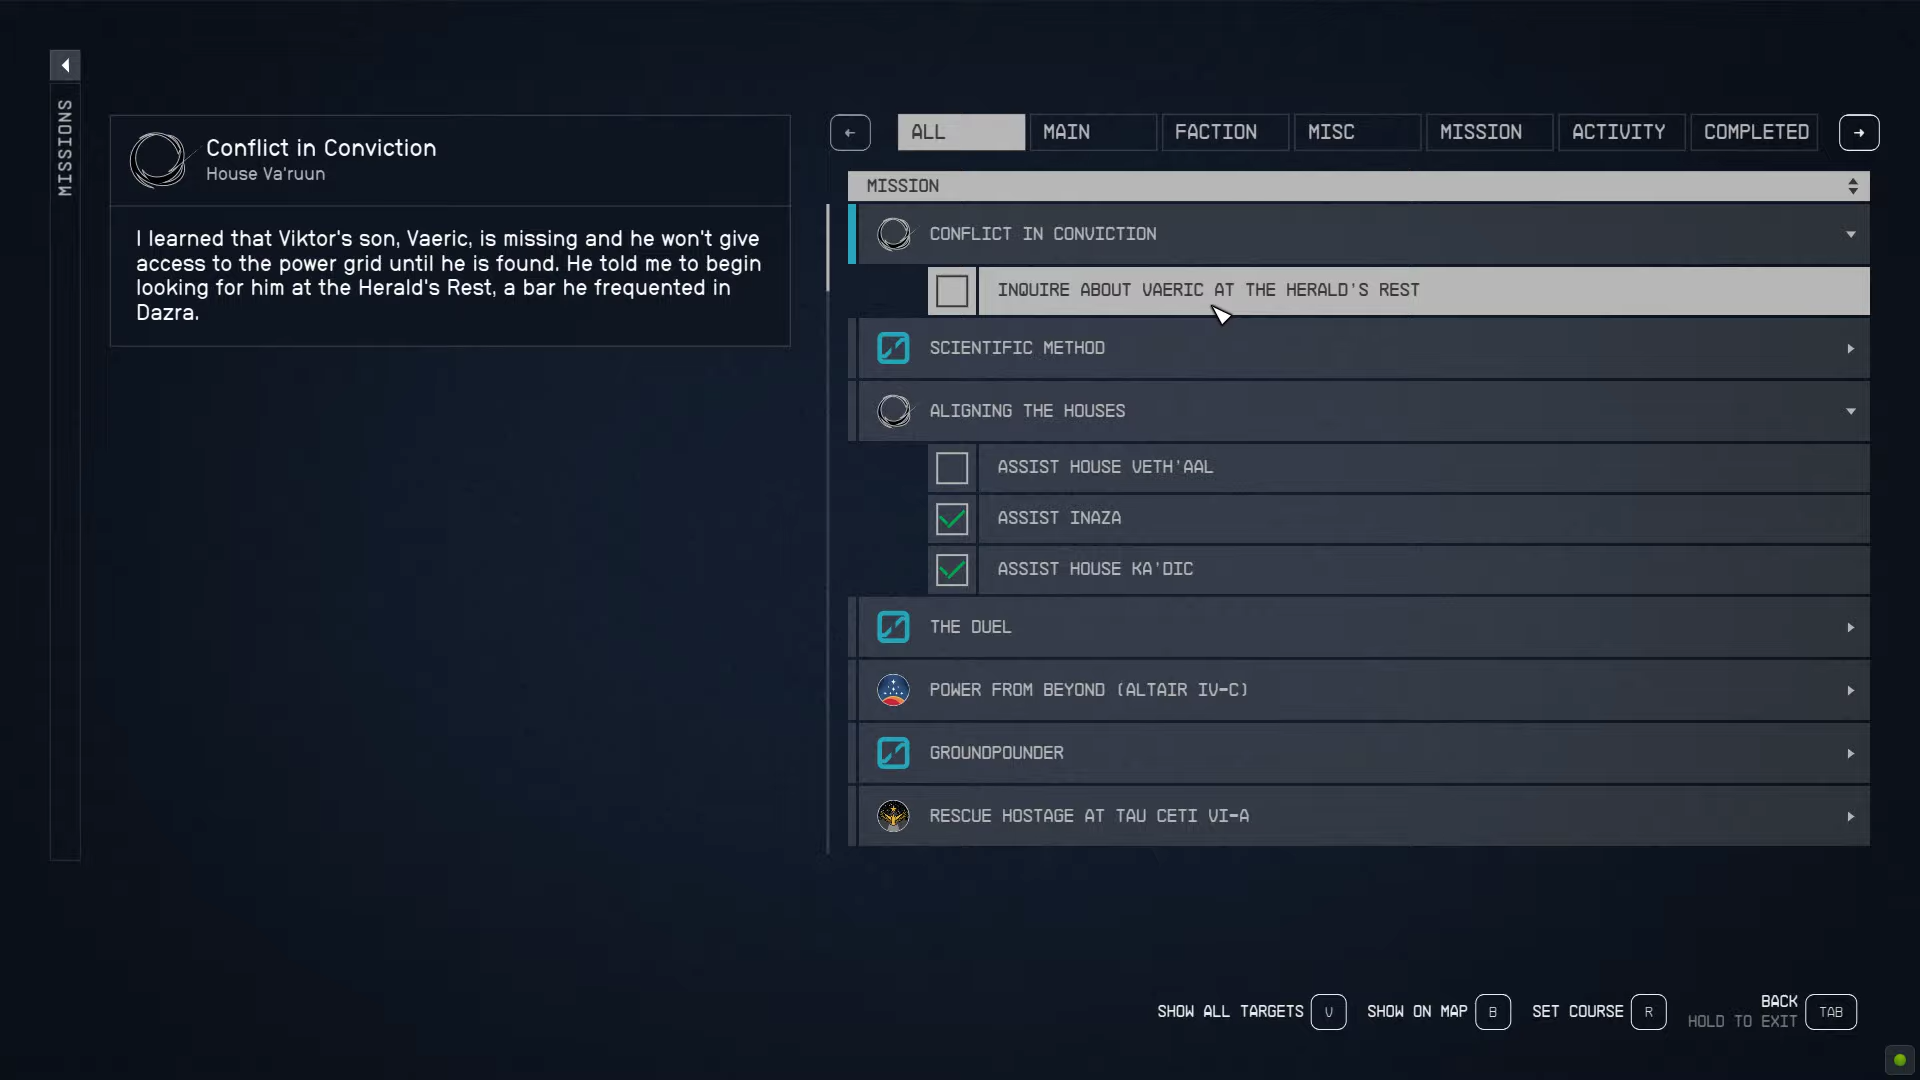 MISSIONS
Conflict in Conviction
House Va'ruun
I learned that Viktor's son, Vaeric, is missing and he won't give
access to the power grid until he is found. He told me to begin
looking for him at the Herald's Rest, a bar he frequented in
Dazra.
ALL MAIN FACTION MISC MISSION ACTIVITY COMPLETED
MISSION
CONFLICT IN CONVICTION
INQUIRE ABOUT VAERIC AT THE HERALD'S REST
SCIENTIFIC METHOD
ALIGNING THE HOUSES
ASSIST HOUSE VETH'AAL
ASSIST INAZA
ASSIST HOUSE KA'DIC
THE DUEL
POWER FROM BEYOND (ALTAIR IV-C)
GROUNDPOUNDER
RESCUE HOSTAGE AT TAU CETI VI-A
SHOW ALL TARGETS V SHOW ON MAP B SET COURSE R BACK TAB
HOLD TO EXIT